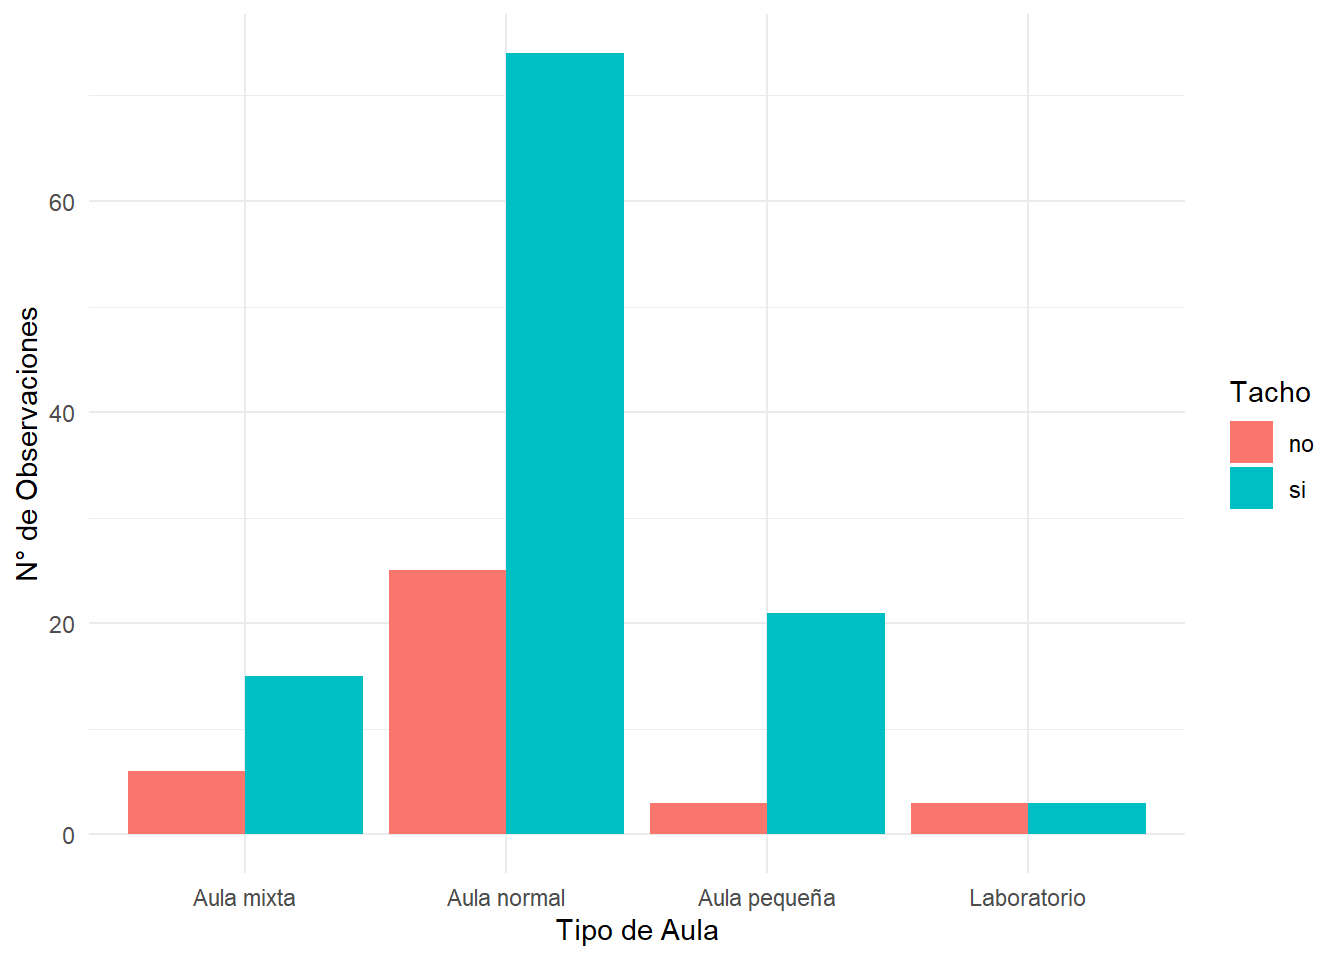 N° de Observaciones
60
40
20
0
Aula mixta
Aula normal
Aula pequeña
Laboratorio
Tipo de Aula
Tacho
no
si